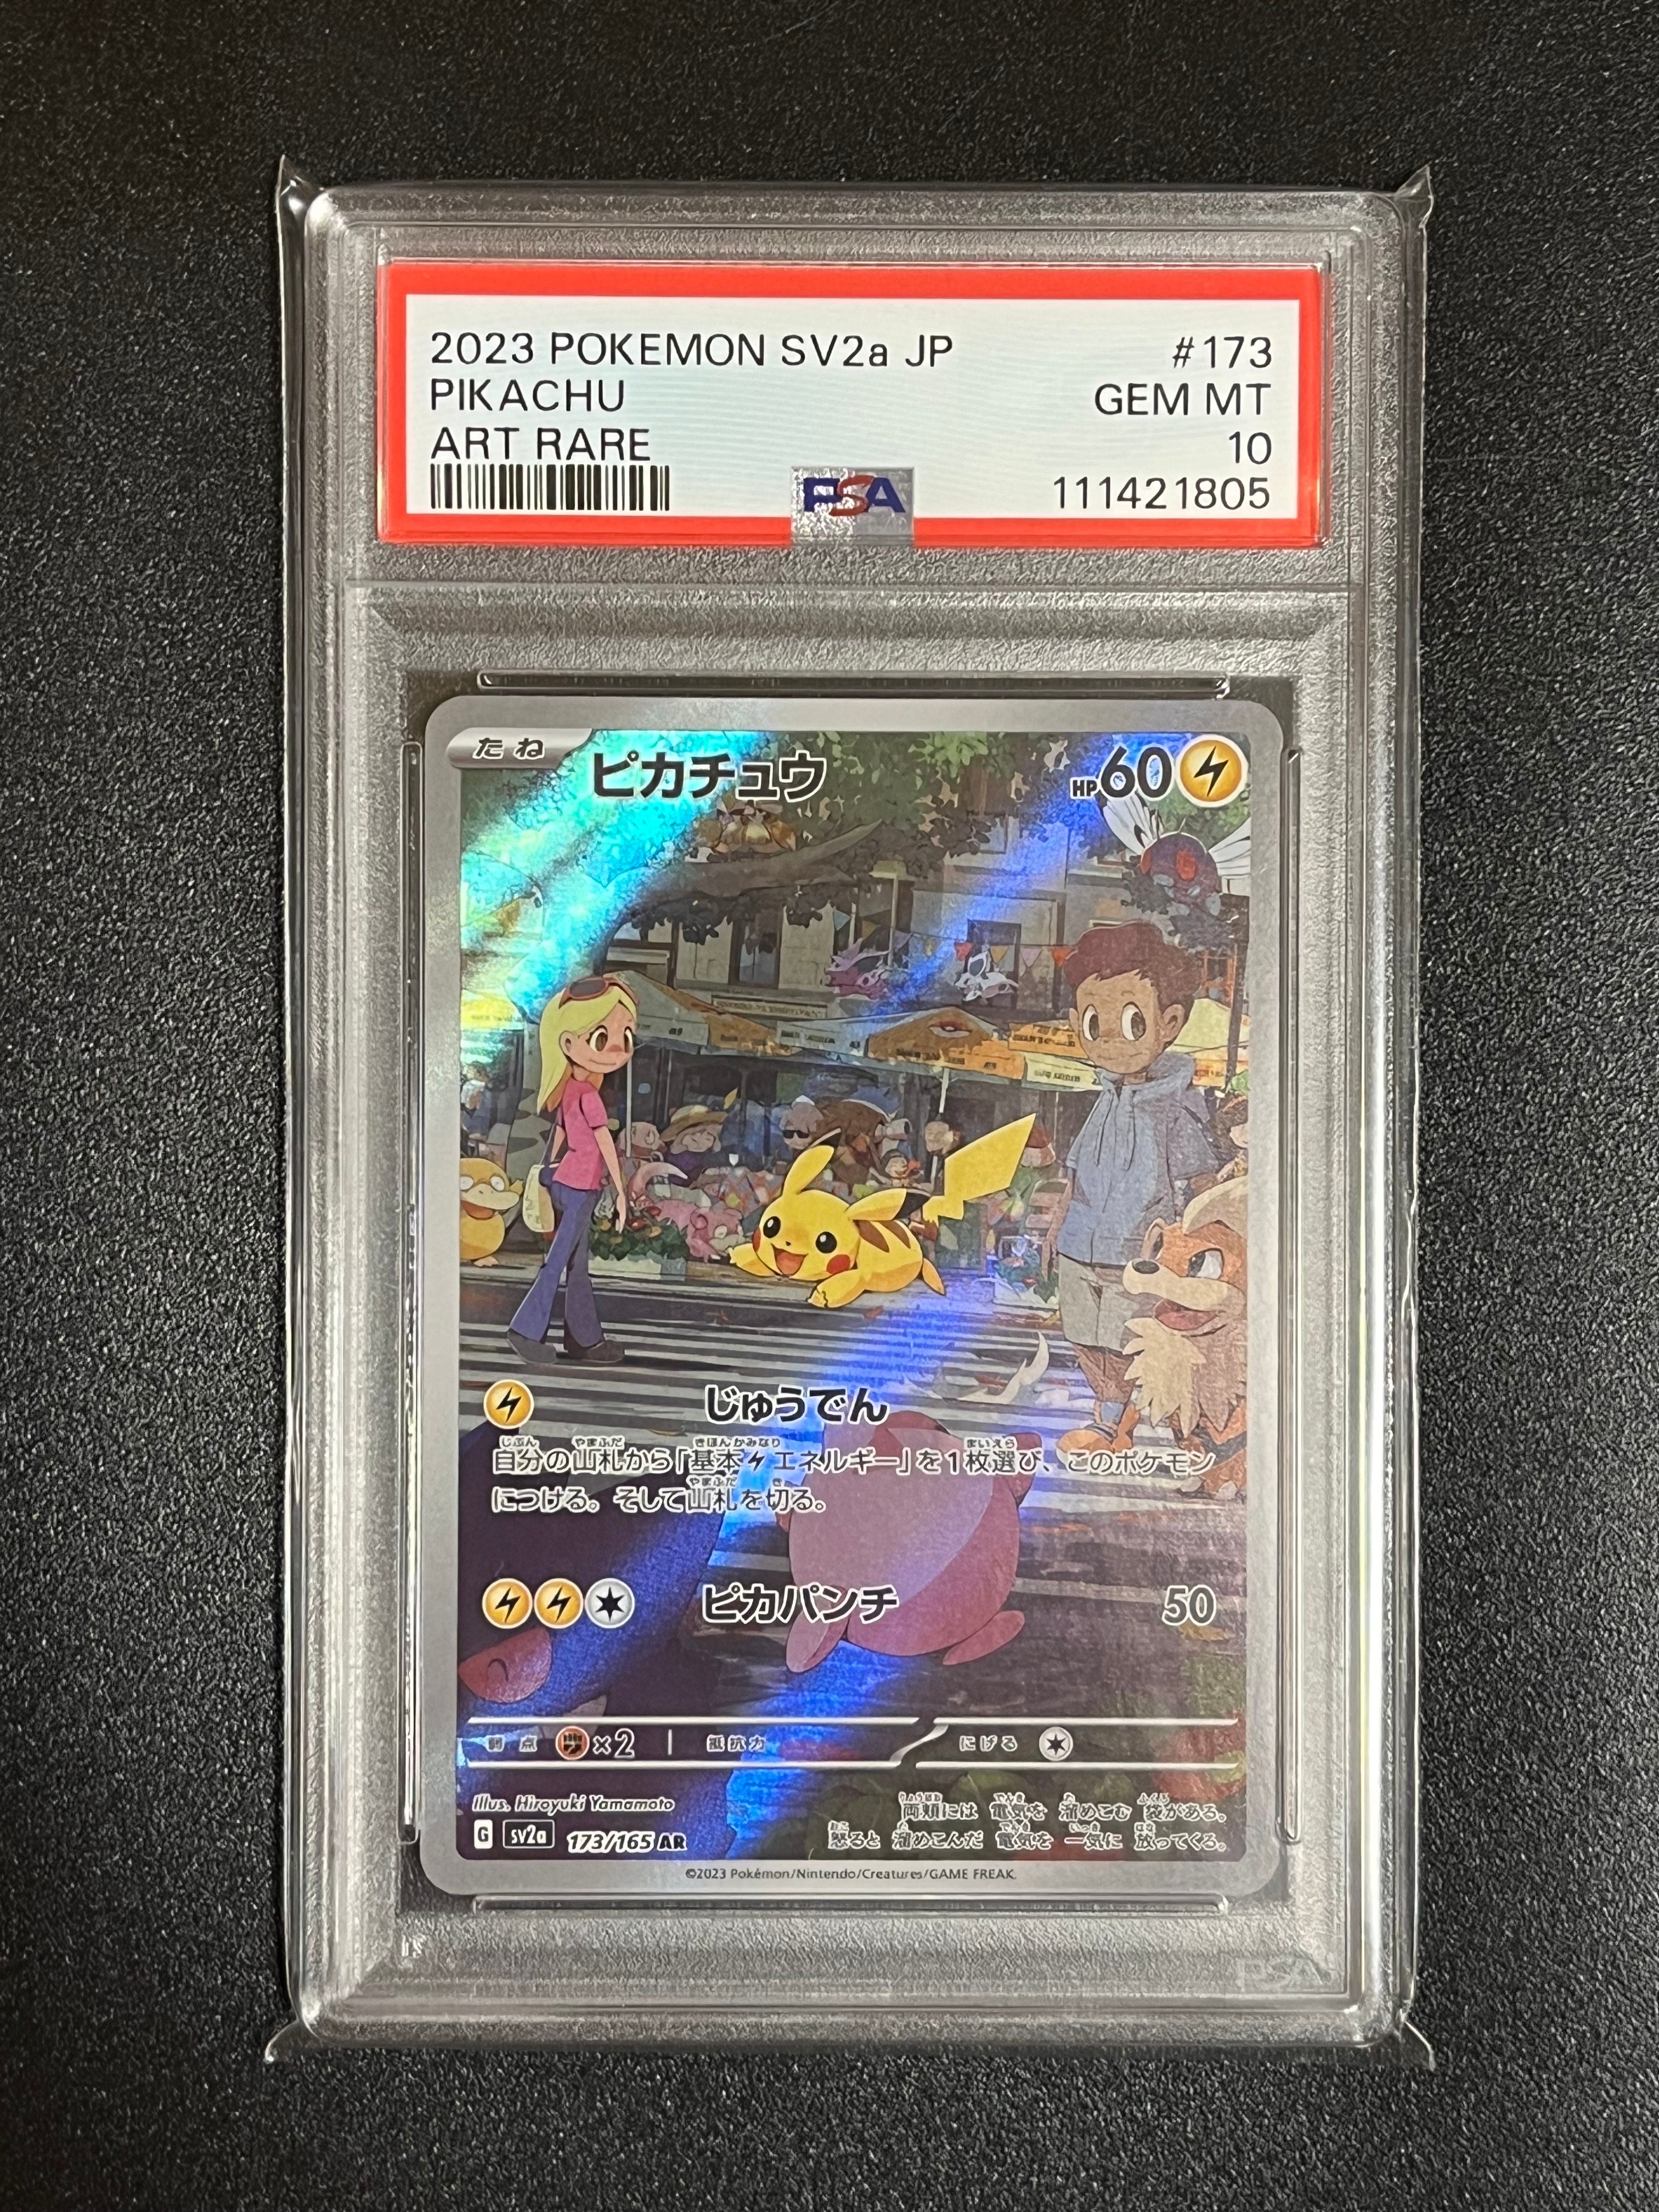 2023 POKEMON SV2a JP #173
PIKACHU GEM MT
ART RARE 10
PSA 111421805
たね ピカチュウ HP60
じゅうでん
自分の山札から「基本エネルギー」を1枚選び、このポケモン
につける。そして山札を切る。
ピカパンチ 50
弱点 ×2 抵抗力 にげる
Illus. Hiroyuki Yamamoto
両頬には 電気を 溜めこむ 袋がある。
怒ると 溜めこんだ 電気を 一気に 放ってくる。
G sv2a 173/165 AR
©2023 Pokémon/Nintendo/Creatures/GAME FREAK.
PSA